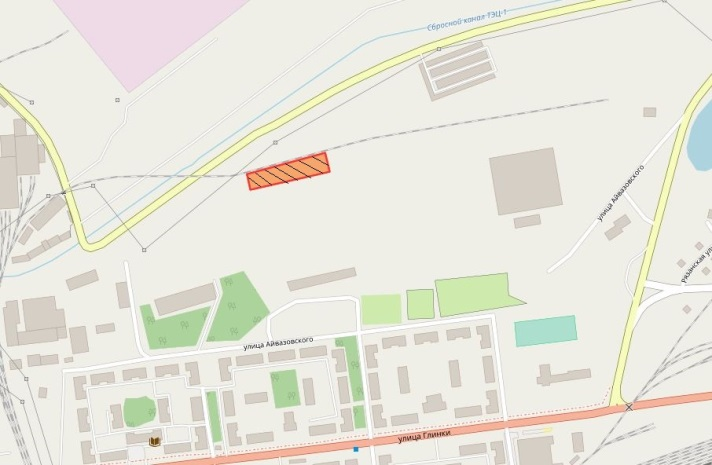 Сбросной канал ТЭЦ-1
улица Айвазовского
Рязанская ул
улица Айвазовского
улица Глинки